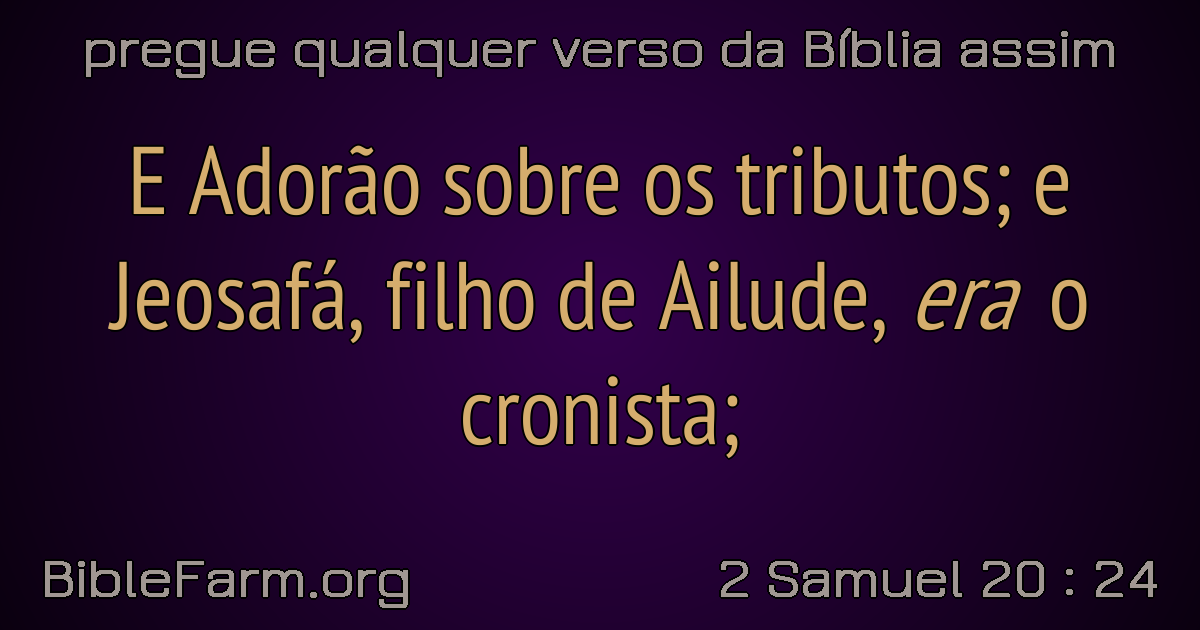 pregue qualquer verso da Bíblia assim
E Adorão sobre os tributos; e
Jeosafá, filho de Ailude, era o
cronista;
BibleFarm.org
2 Samuel 20 : 24